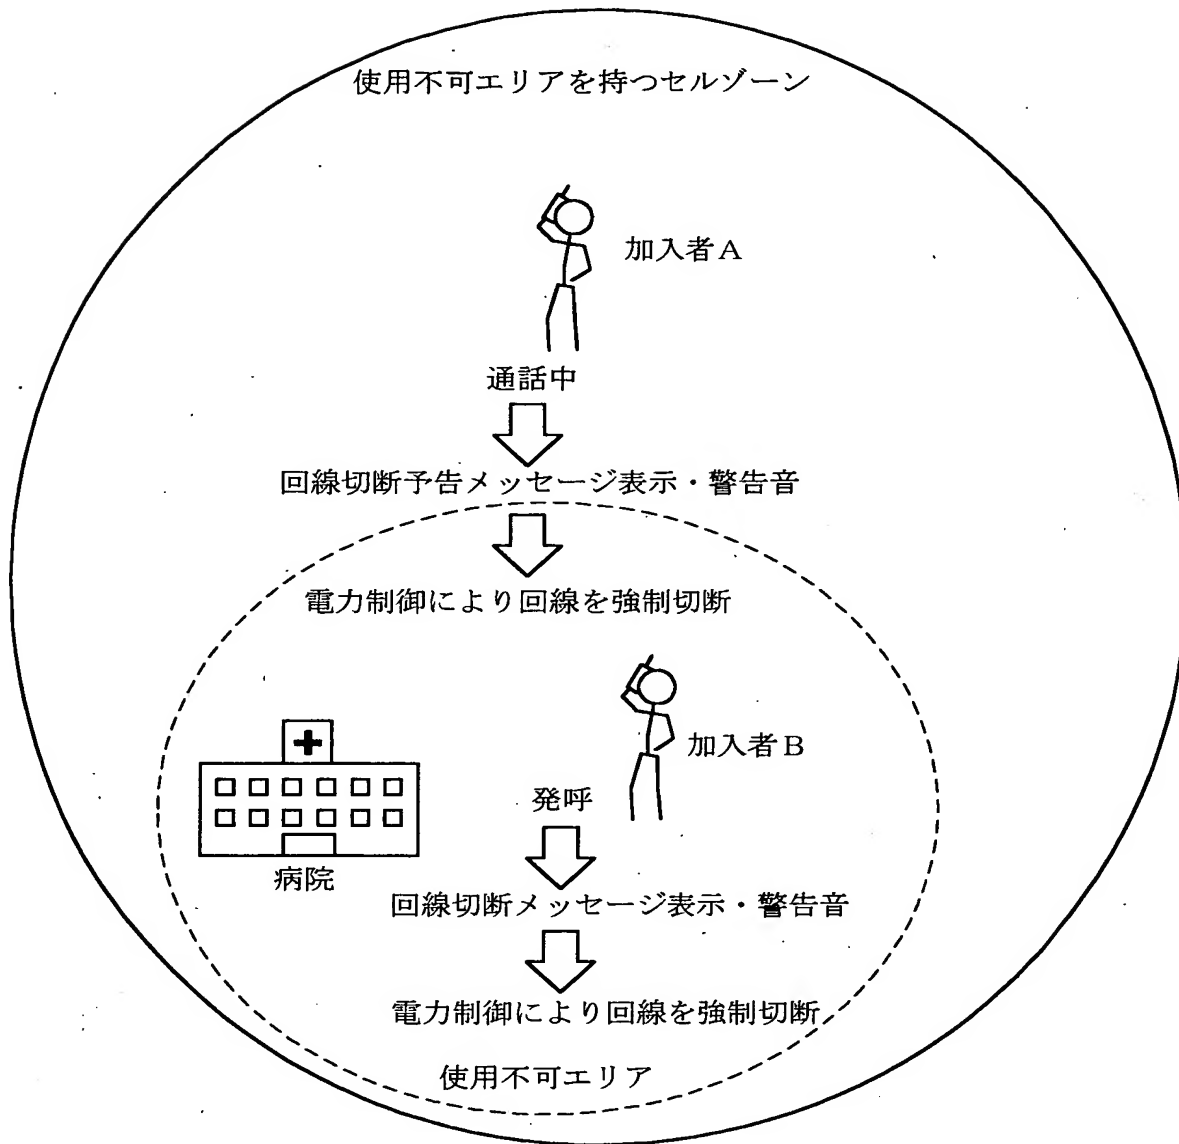 使用不可エリアを持つセルゾーン
加入者A
通話中
回線切断予告メッセージ表示・警告音
電力制御により回線を強制切断
加入者B
発呼
病院
回線切断メッセージ表示・警告音
電力制御により回線を強制切断
使用不可エリア